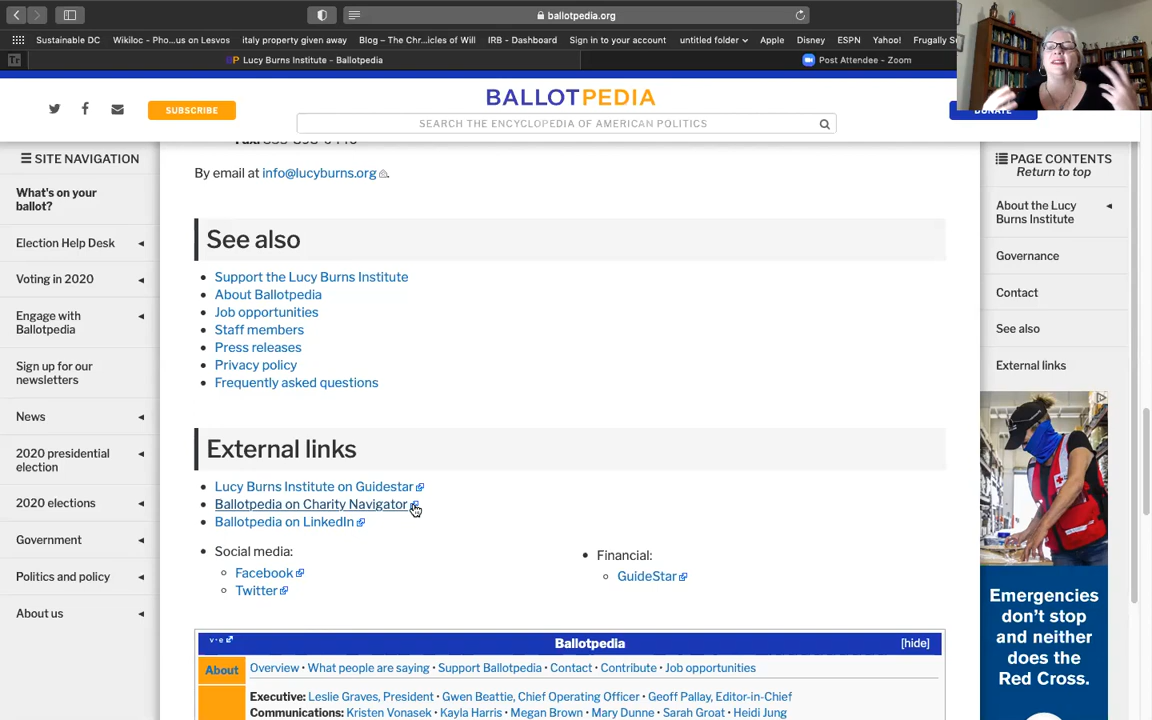 ballotpedia.org
Sustainable DC
Wikiloc - Pho...us on Lesvos
italy property given away
Blog – The Chr...icles of Will
IRB - Dashboard
Sign in to your account
untitled folder
Apple
Disney
ESPN
Yahoo!
Frugally
Lucy Burns Institute – Ballotpedia
Post Attendee – Zoom
SUBSCRIBE
BALLOTPEDIA
DONATE
SEARCH THE ENCYCLOPEDIA OF AMERICAN POLITICS
SITE NAVIGATION
What's on your
ballot?
Election Help Desk
Voting in 2020
Engage with
Ballotpedia
Sign up for our
newsletters
News
2020 presidential
election
2020 elections
Government
Politics and policy
About us
By email at info@lucyburns.org.
See also
Support the Lucy Burns Institute
About Ballotpedia
Job opportunities
Staff members
Press releases
Privacy policy
Frequently asked questions
External links
Lucy Burns Institute on Guidestar
Ballotpedia on Charity Navigator
Ballotpedia on LinkedIn
Social media:
Facebook
Twitter
Financial:
GuideStar
v • e
Ballotpedia
[hide]
About
Overview • What people are saying • Support Ballotpedia • Contact • Contribute • Job opportunities
Executive: Leslie Graves, President • Gwen Beattie, Chief Operating Officer • Geoff Pallay, Editor-in-Chief
Communications: Kristen Vonasek • Kayla Harris • Megan Brown • Mary Dunne • Sarah Groat • Heidi Jung
PAGE CONTENTS
Return to top
About the Lucy
Burns Institute
Governance
Contact
See also
External links
Emergencies
don't stop
and neither
does the
Red Cross.